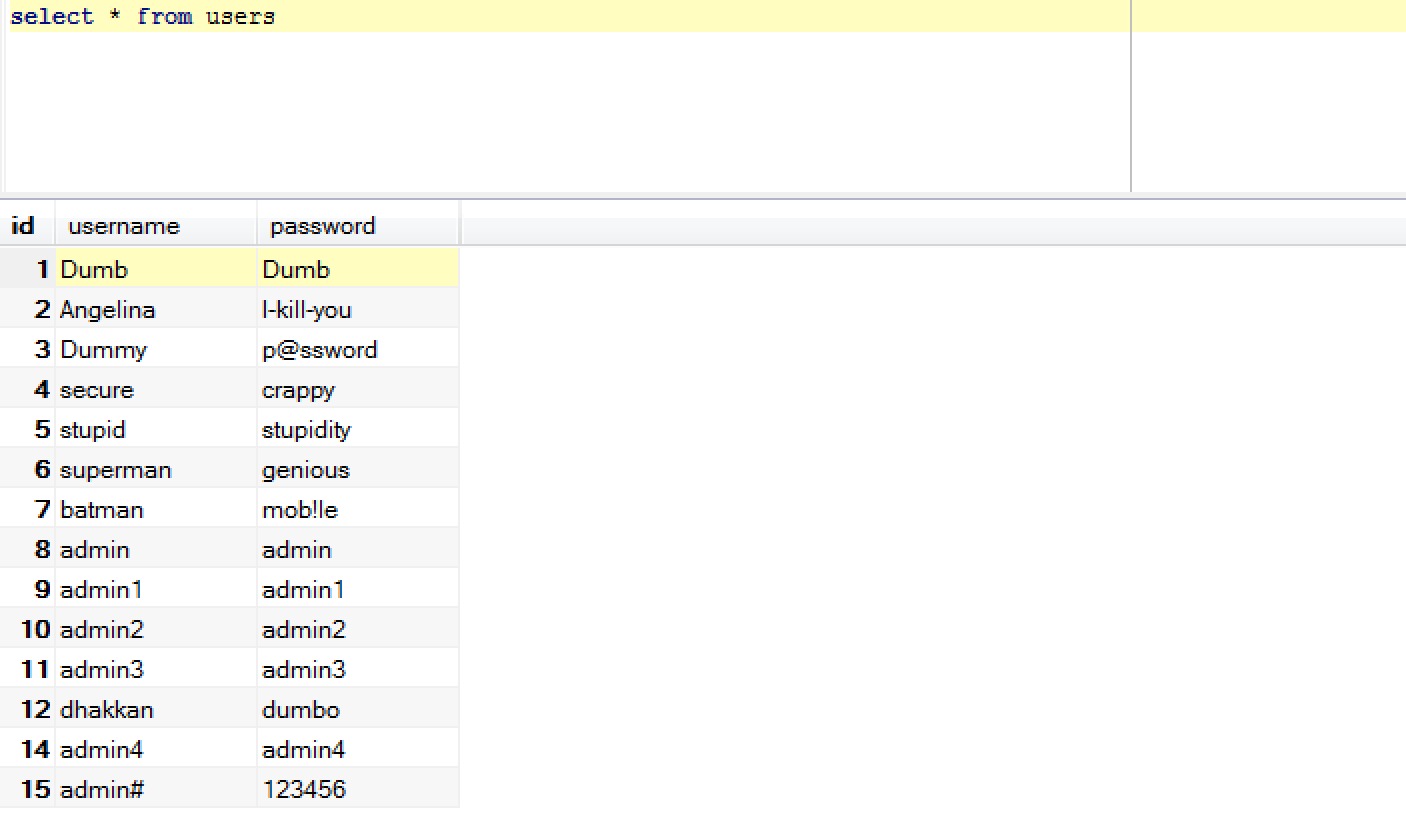 select * from users
id username password
1 Dumb Dumb
2 Angelina I-kill-you
3 Dummy p@ssword
4 secure crappy
5 stupid stupidity
6 superman genious
7 batman mob!le
8 admin admin
9 admin1 admin1
10 admin2 admin2
11 admin3 admin3
12 dhakkan dumbo
14 admin4 admin4
15 admin# 123456